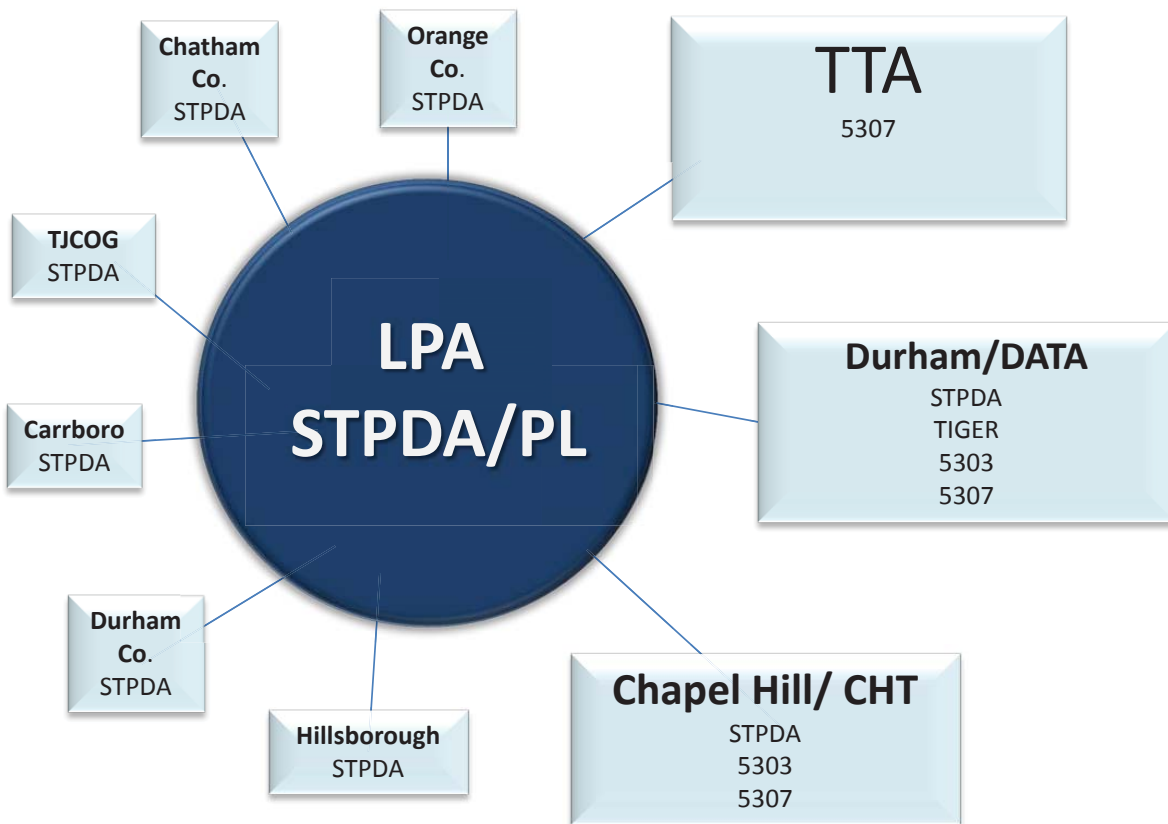 Chatham
Co.
STPDA
Orange
Co.
STPDA
TTA
5307
TJCOG
STPDA
LPA
STPDA/PL
Durham/DATA
STPDA
TIGER
5303
5307
Carrboro
STPDA
Durham
Co.
STPDA
Hillsborough
STPDA
Chapel Hill/ CHT
STPDA
5303
5307